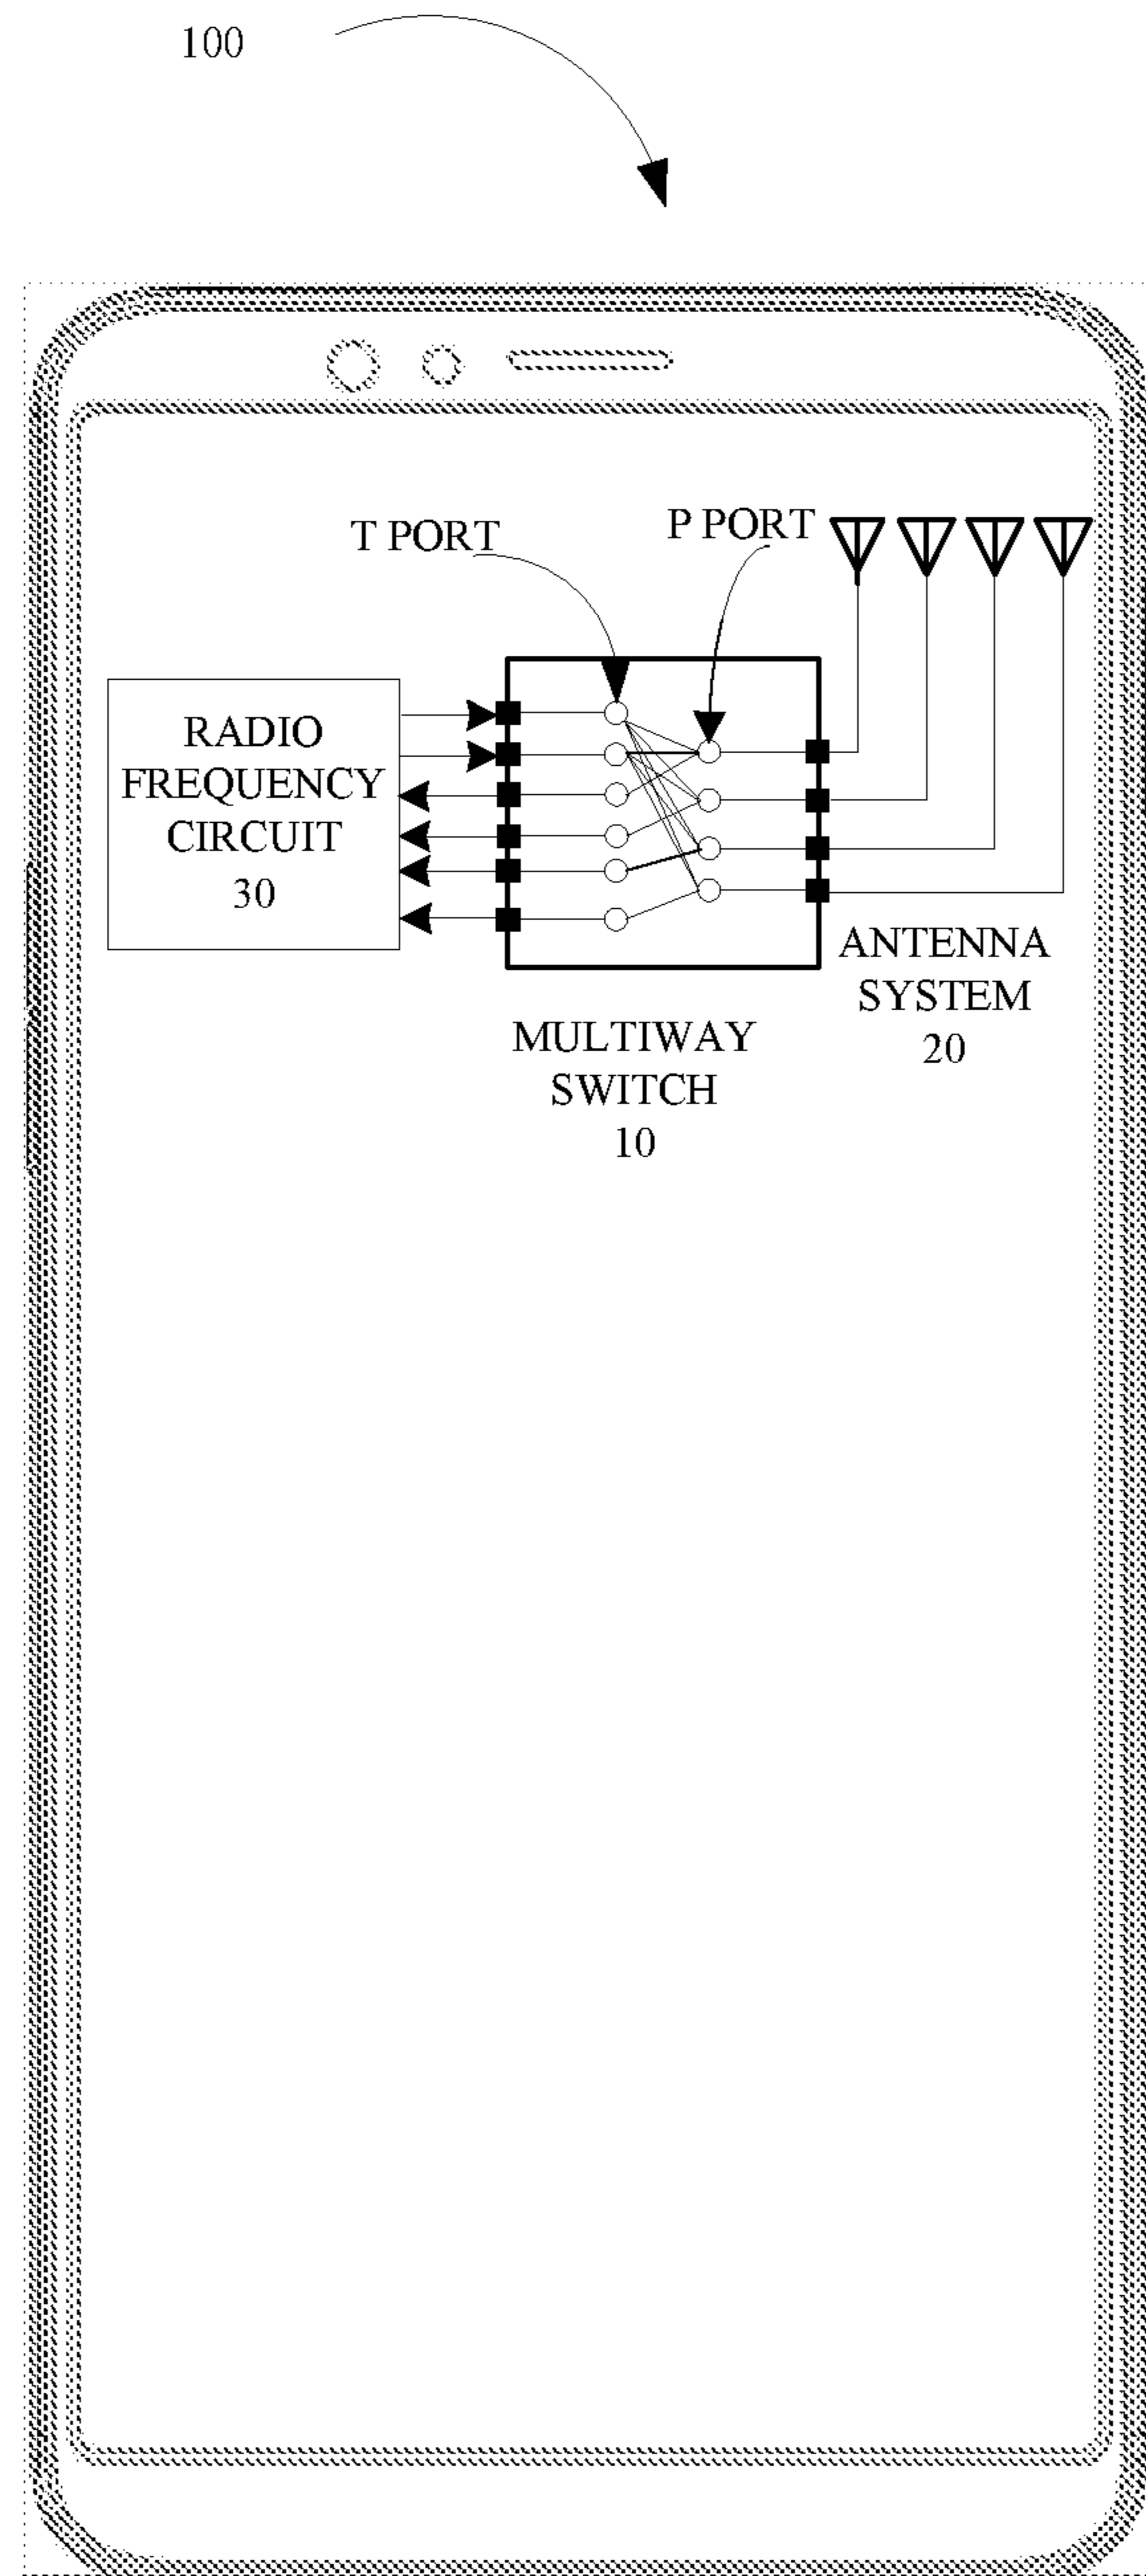 100
T PORT
P PORT
RADIO
FREQUENCY
CIRCUIT
30
ANTENNA
SYSTEM
20
MULTIWAY
SWITCH
10